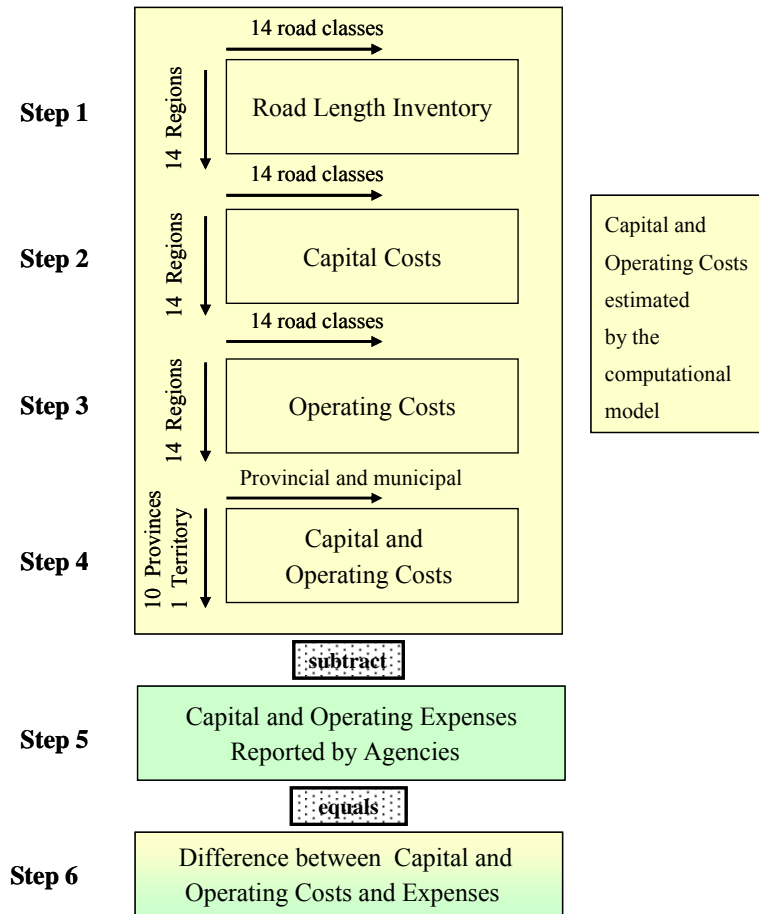 14 road classes
Step 1
14 Regions
Road Length Inventory
14 road classes
Step 2
14 Regions
Capital Costs
14 road classes
Step 3
14 Regions
Operating Costs
Provincial and municipal
Step 4
10 Provinces
1 Territory
Capital and
Operating Costs
Capital and
Operating Costs
estimated
by the
computational
model
subtract
Step 5
Capital and Operating Expenses
Reported by Agencies
equals
Step 6
Difference between Capital and
Operating Costs and Expenses